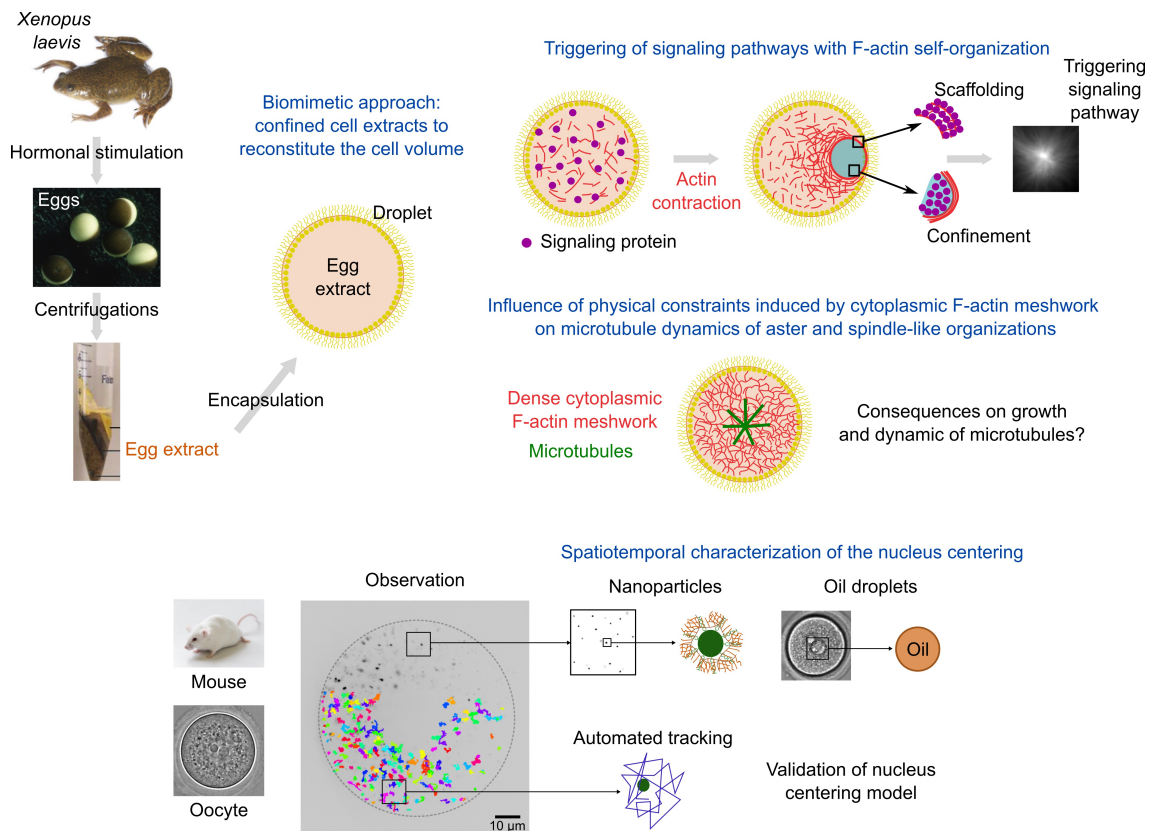 Xenopus
laevis
Hormonal stimulation
Eggs
Centrifugations
Egg extract
Encapsulation
Biomimetic approach:
confined cell extracts to
reconstitute the cell volume
Droplet
Egg
extract
Triggering of signaling pathways with F-actin self-organization
Signaling protein
Actin
contraction
Scaffolding
Confinement
Triggering
signaling
pathway
Influence of physical constraints induced by cytoplasmic F-actin meshwork
on microtubule dynamics of aster and spindle-like organizations
Dense cytoplasmic
F-actin meshwork
Microtubules
Consequences on growth
and dynamic of microtubules?
Spatiotemporal characterization of the nucleus centering
Mouse
Oocyte
Observation
10 µm
Nanoparticles
Oil droplets
Oil
Automated tracking
Validation of nucleus
centering model